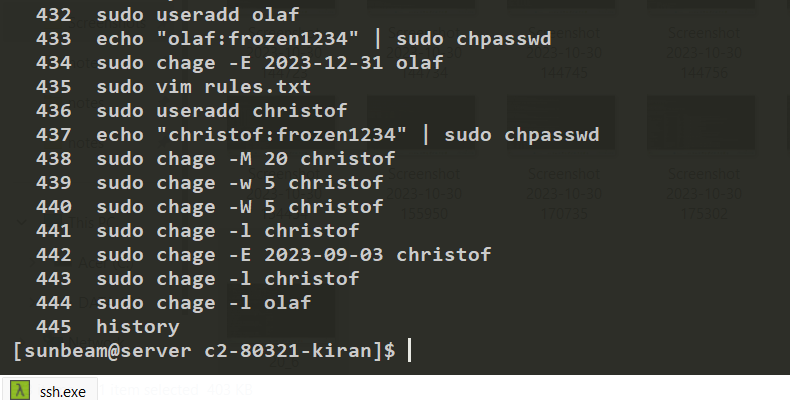 432 sudo useradd olaf
433 echo "olaf:frozen1234" | sudo chpasswd
434 sudo chage -E 2023-12-31 olaf
435 sudo vim rules.txt
436 sudo useradd christof
437 echo "christof:frozen1234" | sudo chpasswd
438 sudo chage -M 20 christof
439 sudo chage -w 5 christof
440 sudo chage -W 5 christof
441 sudo chage -l christof
442 sudo chage -E 2023-09-03 christof
443 sudo chage -l christof
444 sudo chage -l olaf
445 history
[sunbeam@server c2-80321-kiran]$
ssh.exe